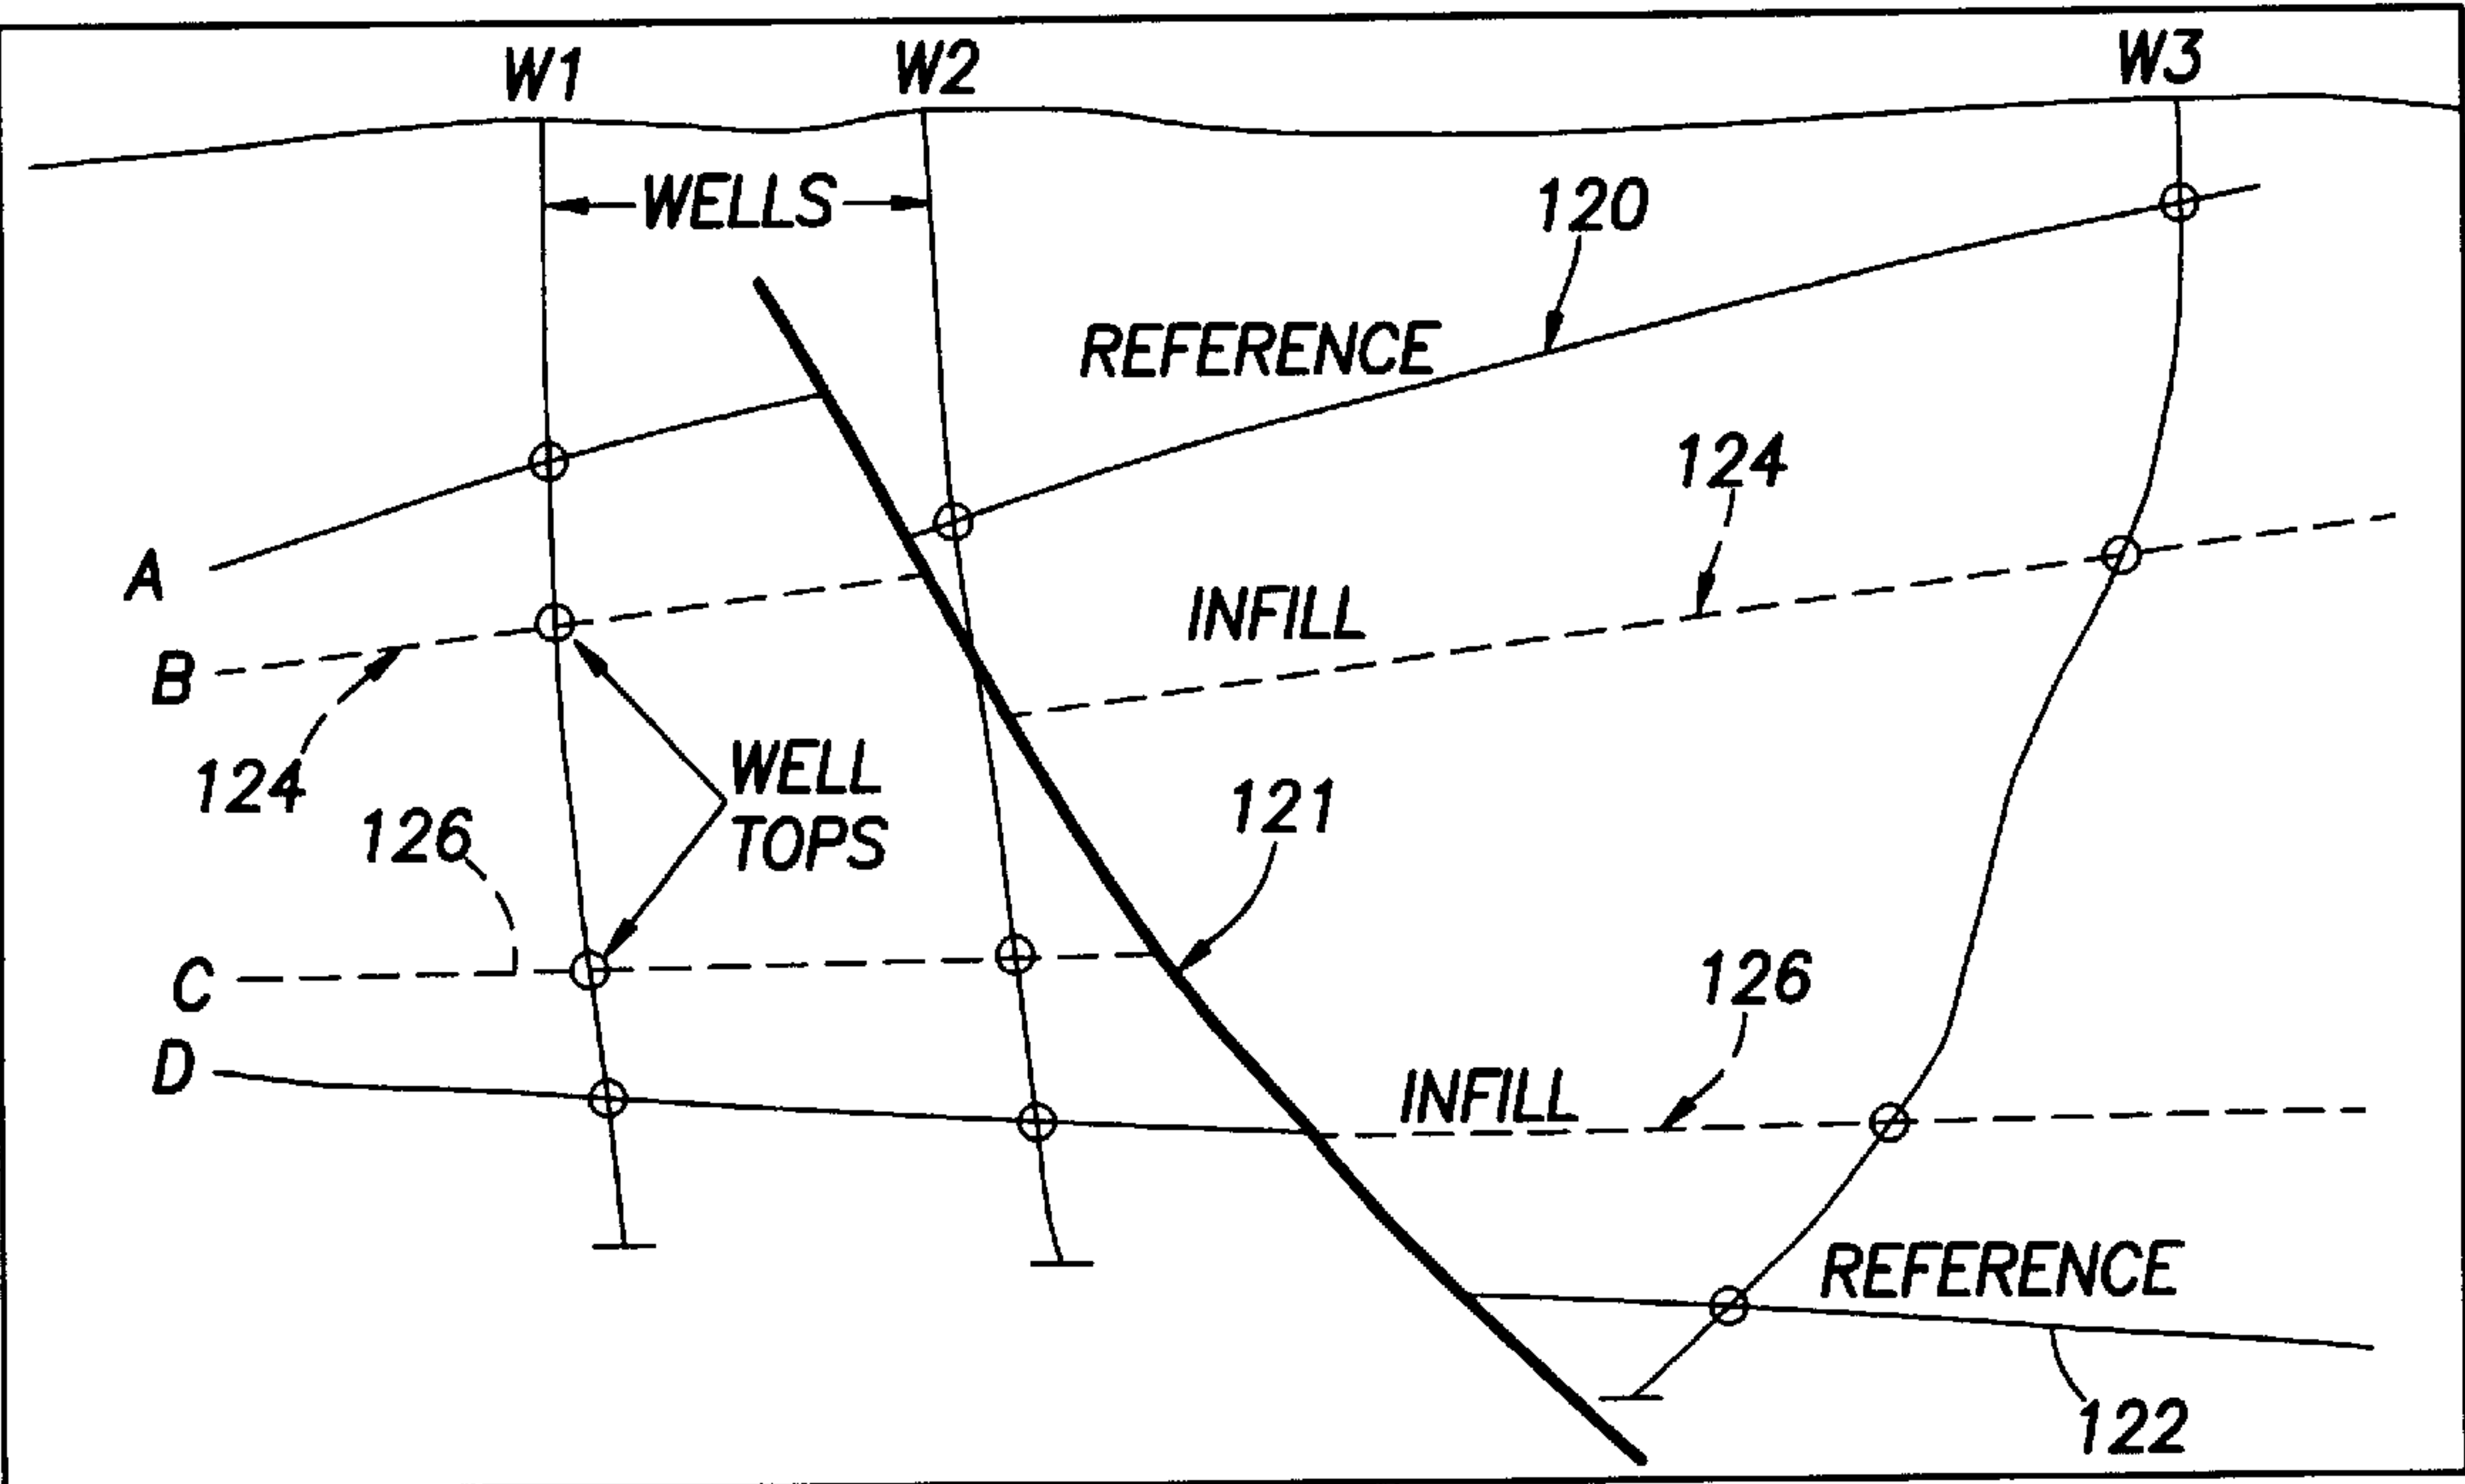 W1
W2
W3
WELLS
120
REFERENCE
124
A
INFILL
B
124
WELL
TOPS
121
126
C
126
D
INFILL
REFERENCE
122